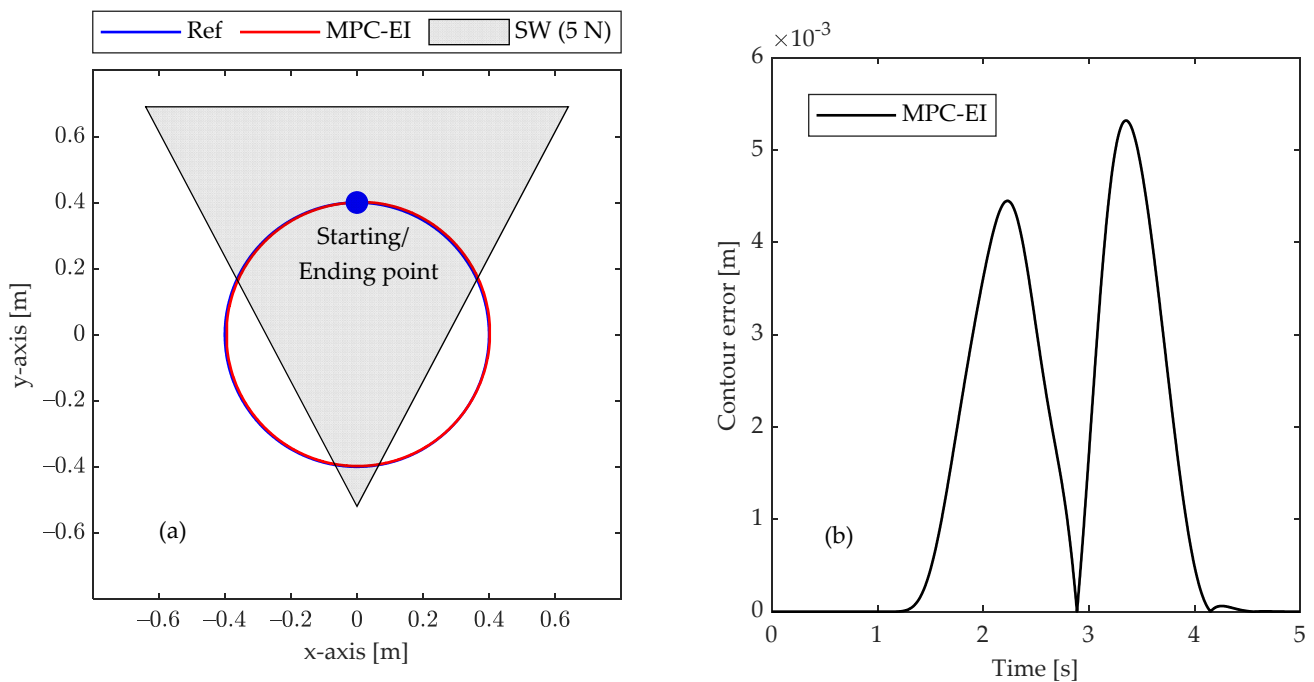 Ref MPC-EI SW (5 N)
0.6
0.4
0.2
0
−0.2
−0.4
−0.6
y-axis [m]
Starting/
Ending point
(a)
−0.6 −0.4 −0.2 0 0.2 0.4 0.6
x-axis [m]
×10-3
6
5
4
3
2
1
0
Contour error [m]
MPC-EI
(b)
0 1 2 3 4 5
Time [s]